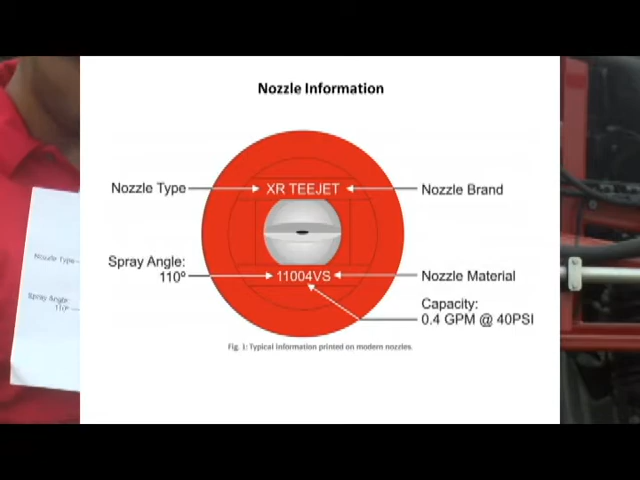 Nozzle Information
Nozzle Type
XR TEEJET
Nozzle Brand
Spray Angle:
110º
11004VS
Nozzle Material
Capacity:
0.4 GPM @ 40PSI
Fig. 1: Typical information printed on modern nozzles.
Nozzle Type
Spray Angle:
110º